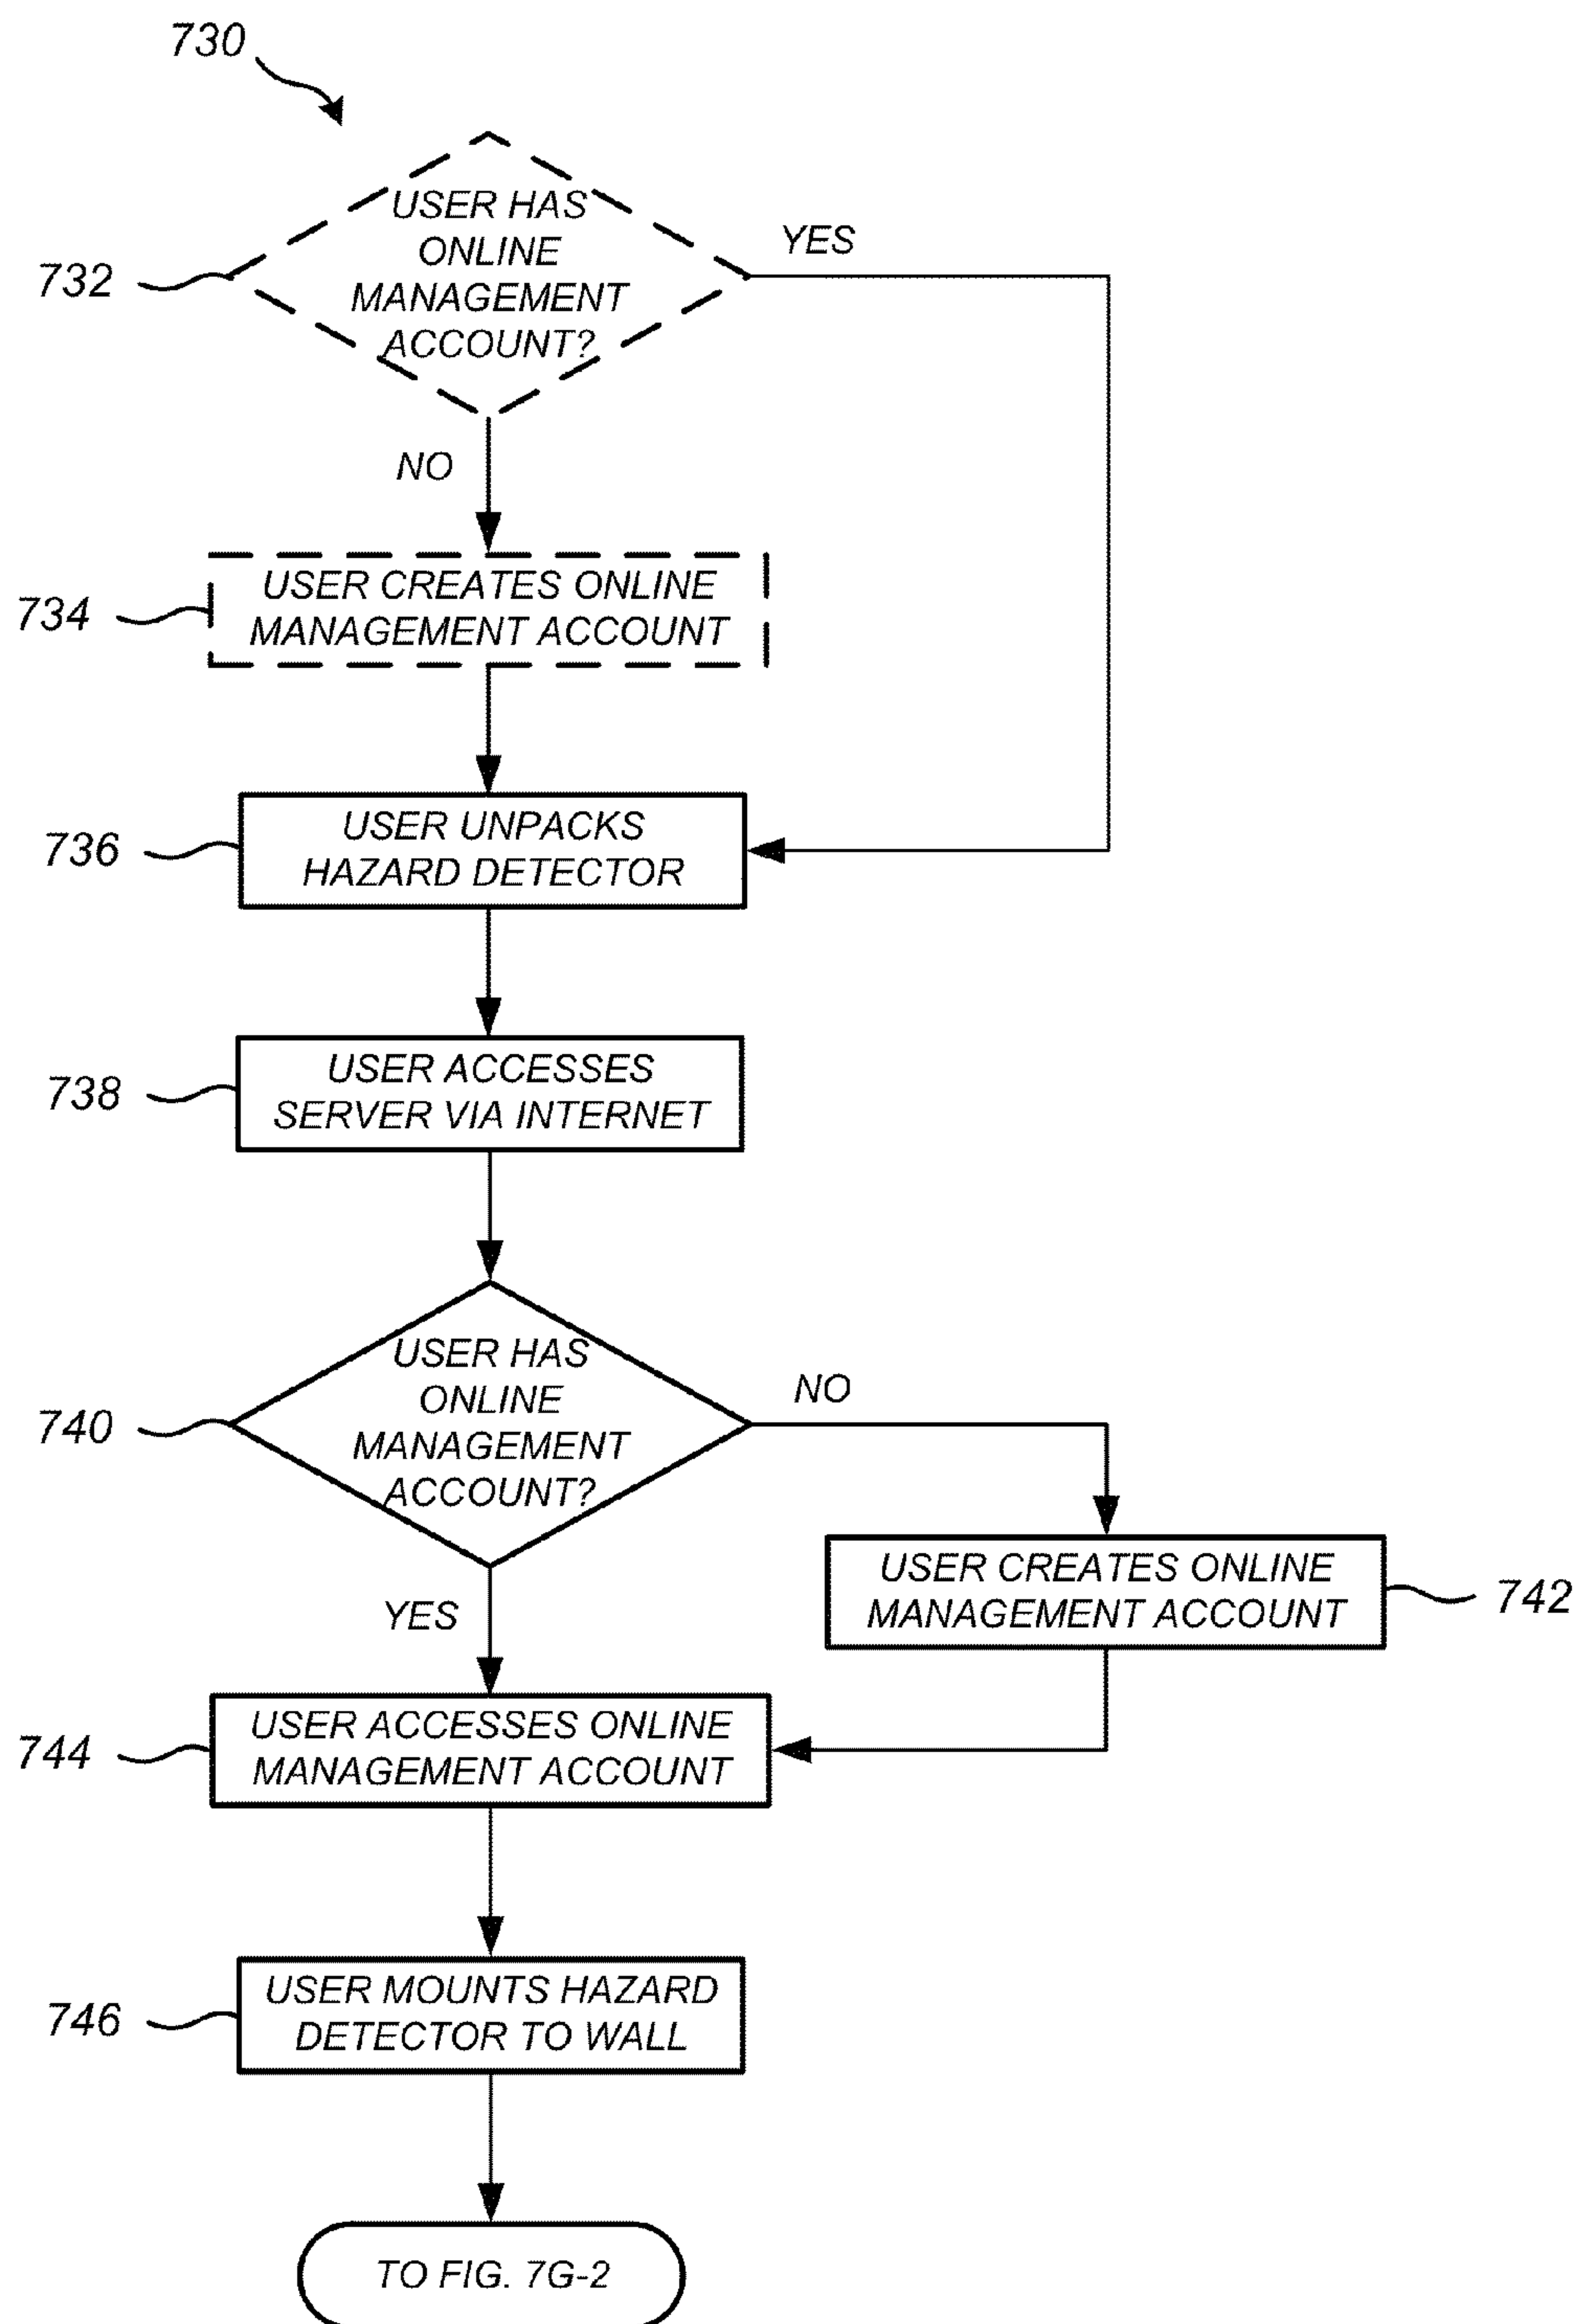 730
732
USER HAS
ONLINE
MANAGEMENT
ACCOUNT?
YES
NO
734
USER CREATES ONLINE
MANAGEMENT ACCOUNT
736
USER UNPACKS
HAZARD DETECTOR
738
USER ACCESSES
SERVER VIA INTERNET
740
USER HAS
ONLINE
MANAGEMENT
ACCOUNT?
NO
YES
USER CREATES ONLINE
MANAGEMENT ACCOUNT
742
744
USER ACCESSES ONLINE
MANAGEMENT ACCOUNT
746
USER MOUNTS HAZARD
DETECTOR TO WALL
TO FIG. 7G-2